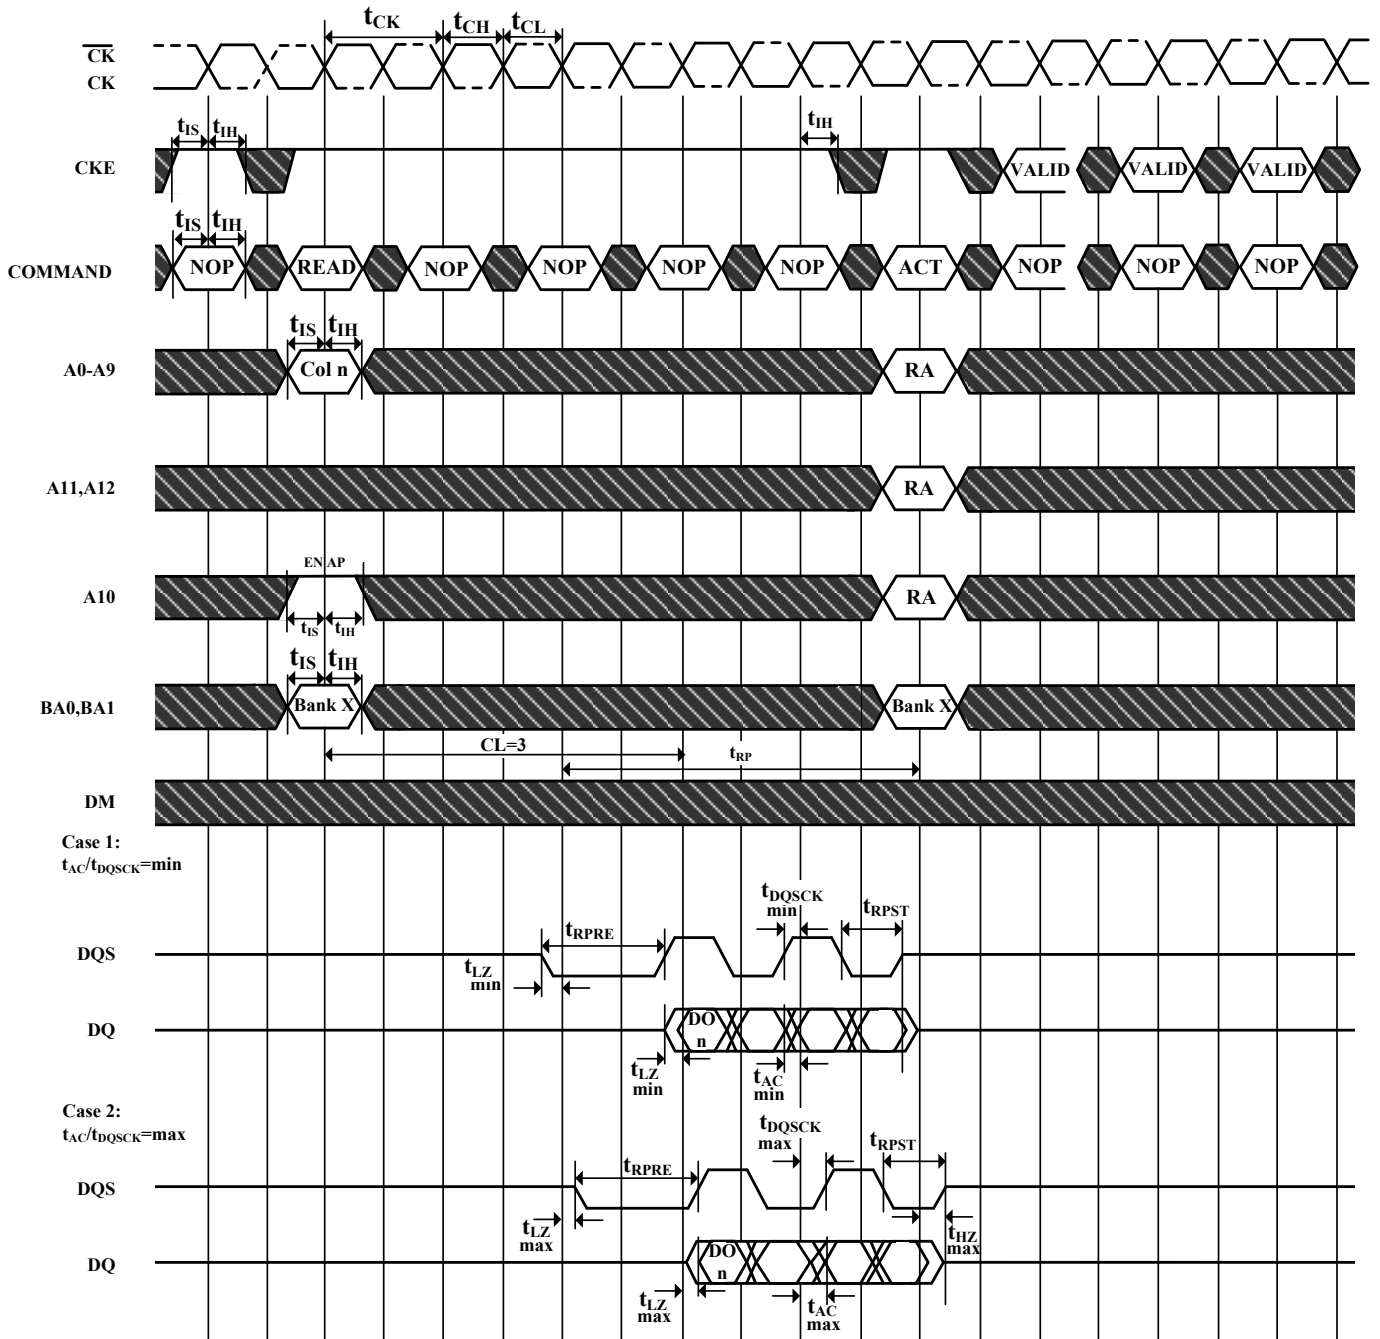 tCK tCH tCL
CK
CK
tIS tIH tIH
CKE VALID VALID VALID
tIS tIH
COMMAND NOP READ NOP NOP NOP NOP ACT NOP NOP NOP
tIS tIH
A0-A9 Col n RA
A11,A12 RA
EN AP
A10 RA
tIS tIH
tIS tIH
BA0,BA1 Bank X Bank X
CL=3 tRP
DM
Case 1:
tAC/tDQSCK=min
tDQSCK
min
tRPST
tRPRE
DQS
tLZ
min
DQ DO
n
tLZ
min
tAC
min
Case 2:
tAC/tDQSCK=max
tDQSCK
max
tRPST
tRPRE
DQS
tLZ
max
tHZ
max
DQ DO
n
tLZ
max
tAC
max